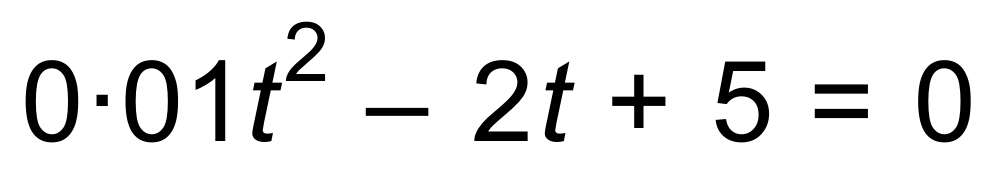 0·01t² – 2t + 5 = 0